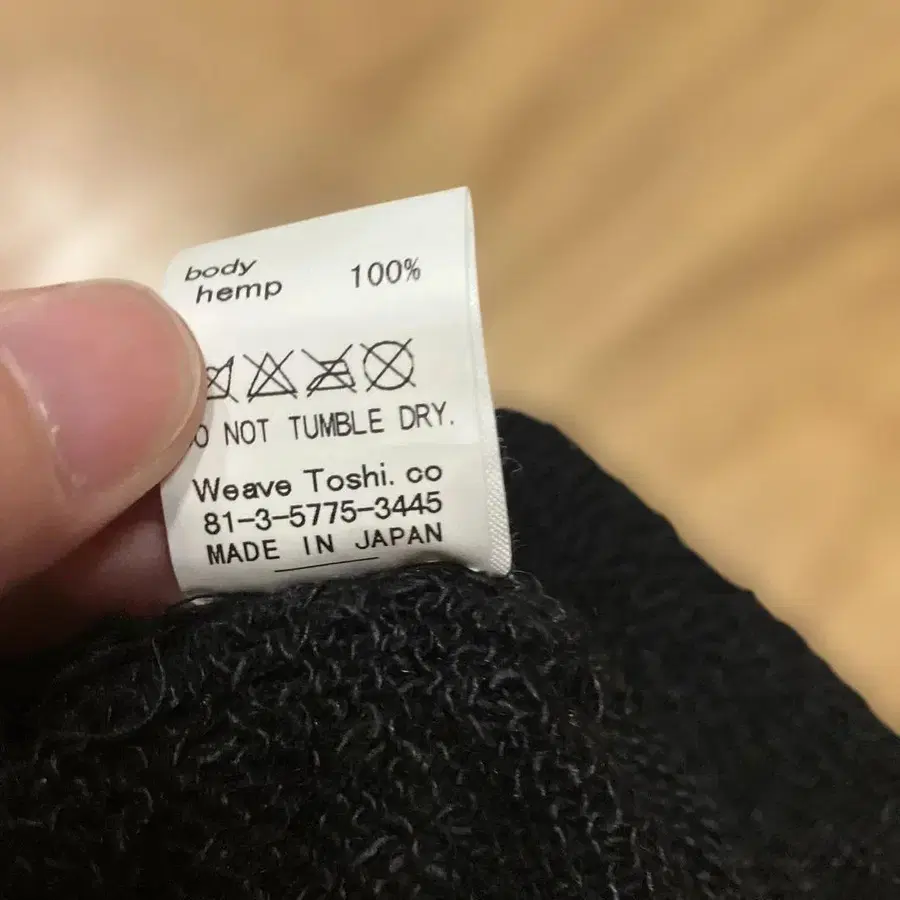 body
hemp 100%
NOT TUMBLE DRY.
Weave Toshi. co
81-3-5775-3445
MADE IN JAPAN